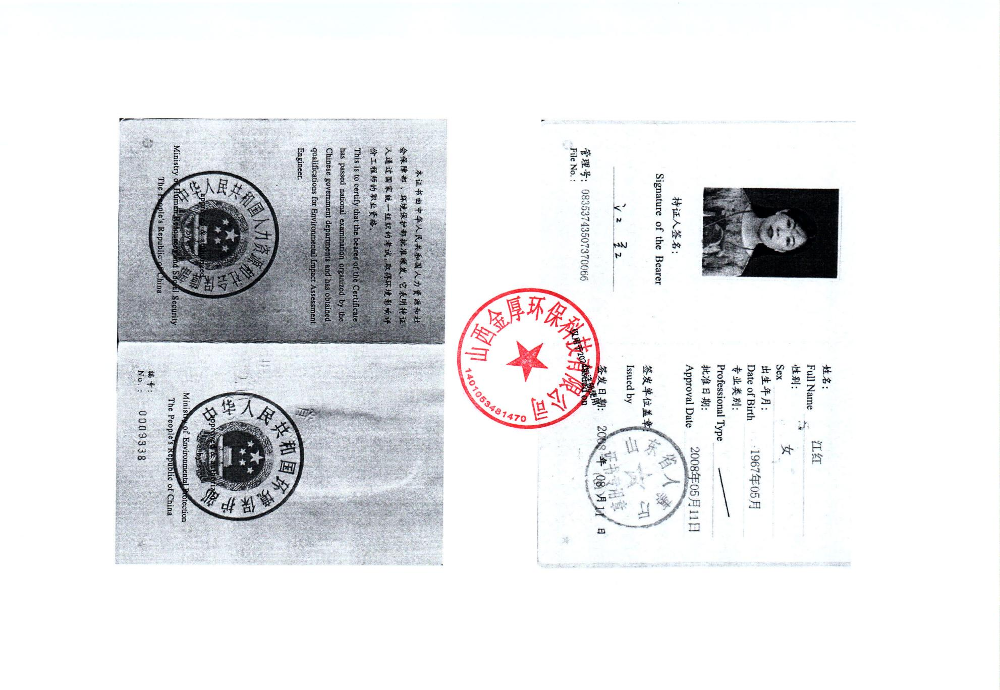 本证书由中华人民共和国人力资源和社
会保障部、环境保护部批准颁发。它表明持证
人通过国家统一组织的考试，取得环境影响评
价工程师的职业资格。
This is to certify that the bearer of the Certificate
has passed national examination organized by the
Chinese government departments and has obtained
qualifications for Environmental Impact Assessment
Engineer.
中华人民共和国人力资源和社会保障部
approved & authorized
by
Ministry of Human Resources and Social Security
The People's Republic of China
中华人民共和国环境保护部
approved & authorized
by
Ministry of Environmental Protection
The People's Republic of China
编号：
No.： 0009338
持证人签名：
Signature of the Bearer
江红
管理号： 08353743507370066
File No.：
姓名： 江红
Full Name
性别： 女
Sex
出生年月： 1967年05月
Date of Birth
专业类别：
Professional Type
批准日期： 2008年05月11日
Approval Date
签发单位盖章：
Issued by
山东省人事
证书专用章
签发日期： 2008 年 08 月 11 日
Issued on
山西金厚环保科技有限公司
1401053481470